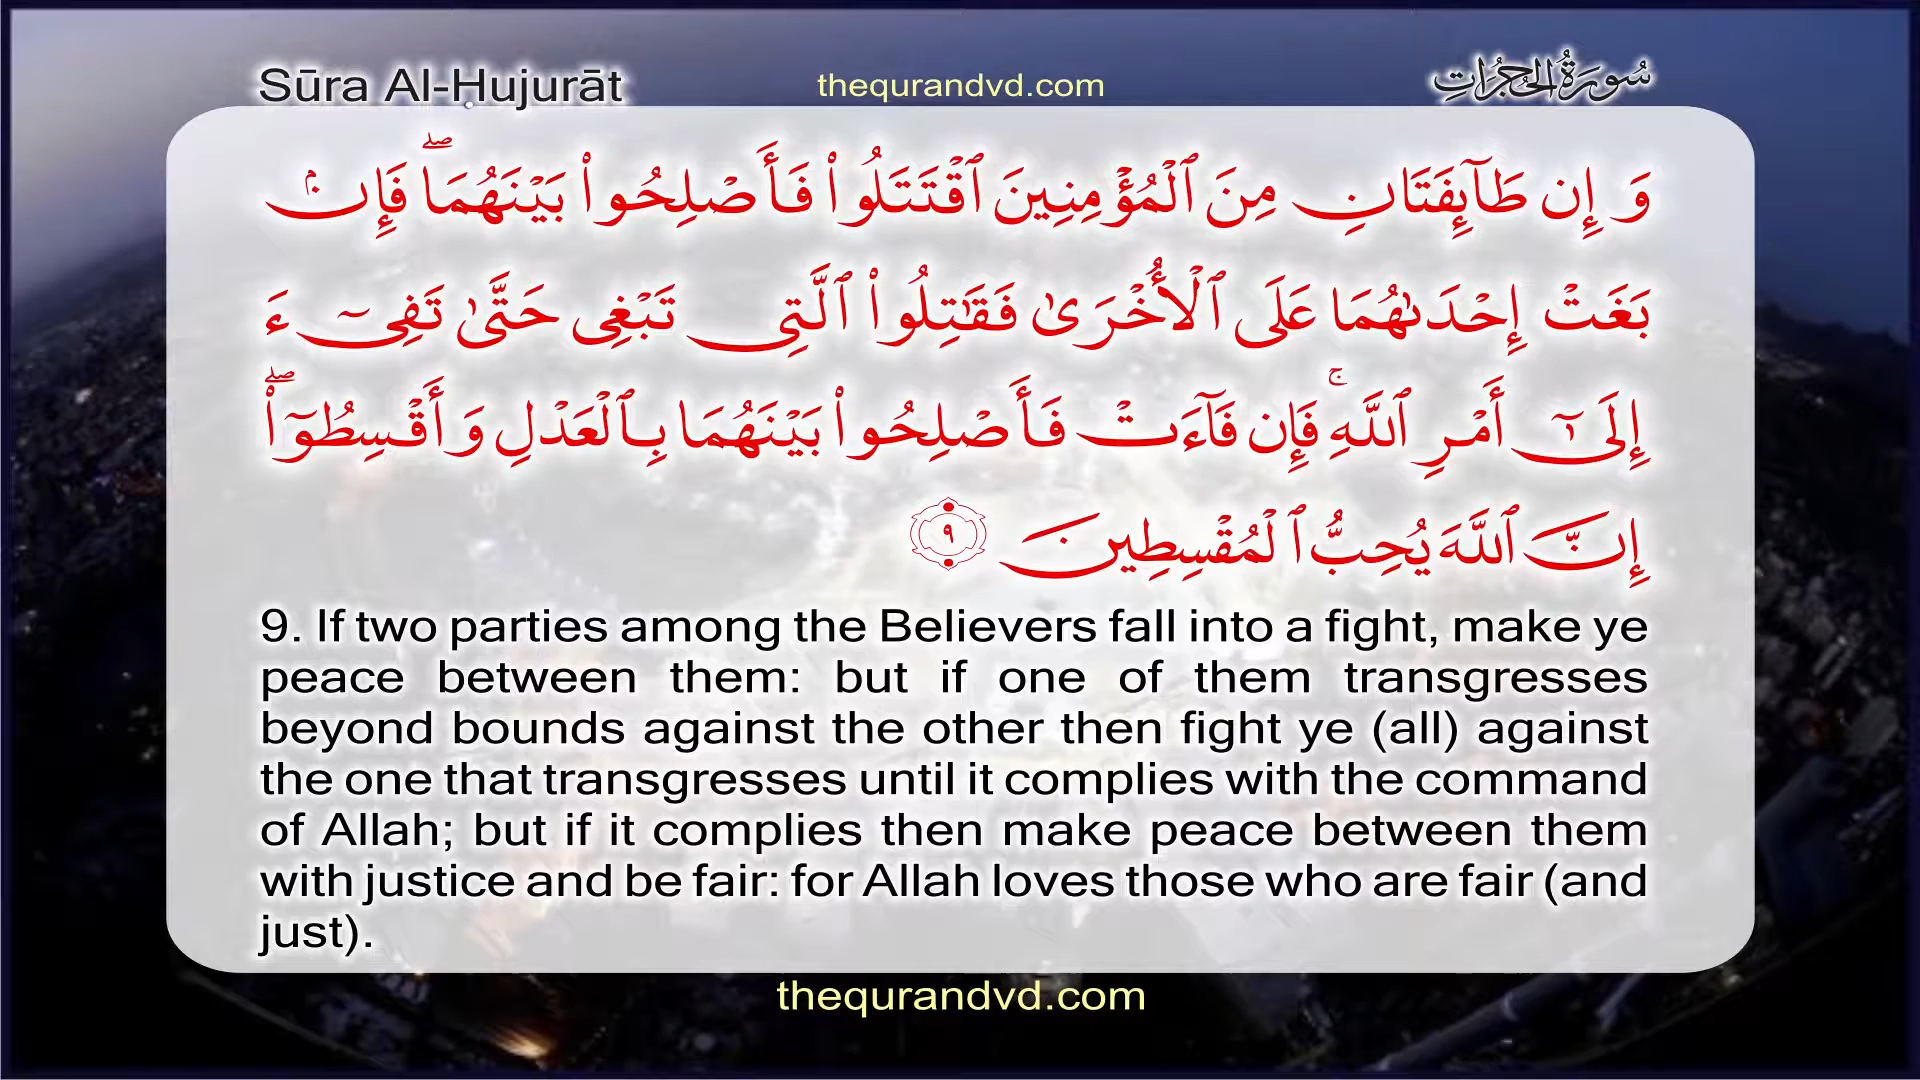 Sūra Al-Ḥujurāt
thequrandvd.com
سُورَةُ الحُجُرَاتِ
وَإِن طَآئِفَتَانِ مِنَ ٱلْمُؤْمِنِينَ ٱقْتَتَلُوا۟ فَأَصْلِحُوا۟ بَيْنَهُمَا ۖ فَإِنۢ
بَغَتْ إِحْدَىٰهُمَا عَلَى ٱلْأُخْرَىٰ فَقَٰتِلُوا۟ ٱلَّتِى تَبْغِى حَتَّىٰ تَفِىٓءَ
إِلَىٰٓ أَمْرِ ٱللَّهِ ۚ فَإِن فَآءَتْ فَأَصْلِحُوا۟ بَيْنَهُمَا بِٱلْعَدْلِ وَأَقْسِطُوٓا۟ ۖ
إِنَّ ٱللَّهَ يُحِبُّ ٱلْمُقْسِطِينَ ٩
9. If two parties among the Believers fall into a fight, make ye
peace between them: but if one of them transgresses
beyond bounds against the other then fight ye (all) against
the one that transgresses until it complies with the command
of Allah; but if it complies then make peace between them
with justice and be fair: for Allah loves those who are fair (and
just).
thequrandvd.com